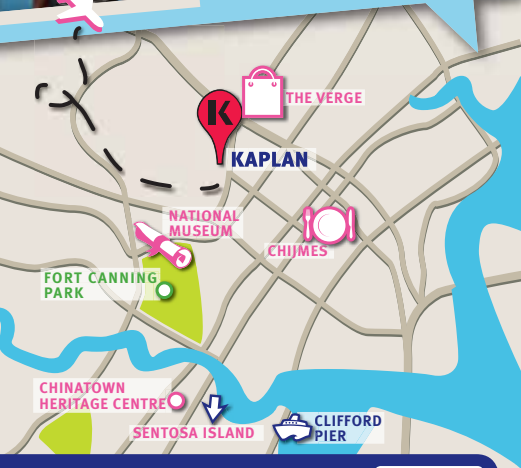 THE VERGE
K
KAPLAN
NATIONAL
MUSEUM
CHIJMES
FORT CANNING
PARK
CHINATOWN
HERITAGE CENTRE
SENTOSA ISLAND
CLIFFORD
PIER